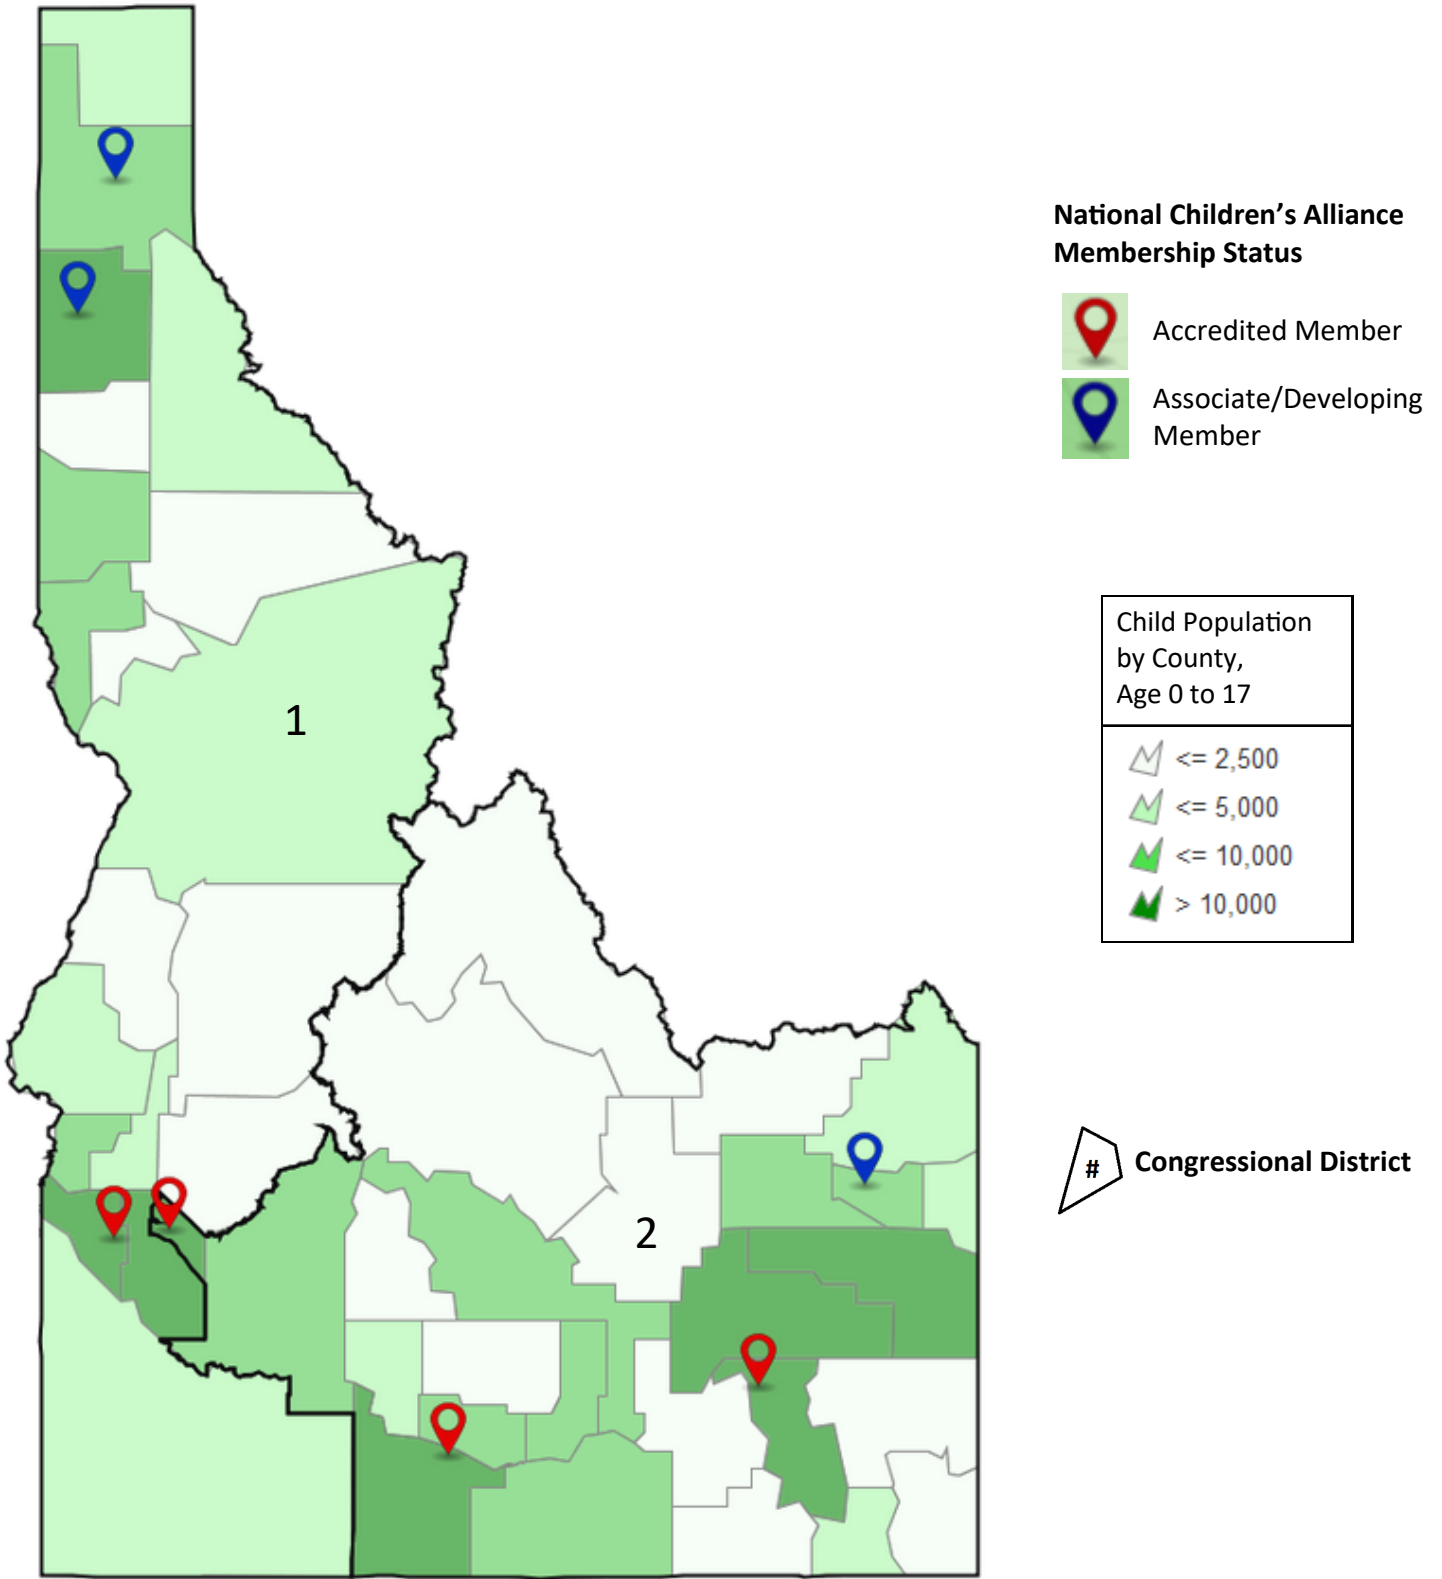 National Children’s Alliance
Membership Status
Accredited Member
Associate/Developing
Member
1
Child Population
by County,
Age 0 to 17
<= 2,500
<= 5,000
<= 10,000
> 10,000
# Congressional District
2